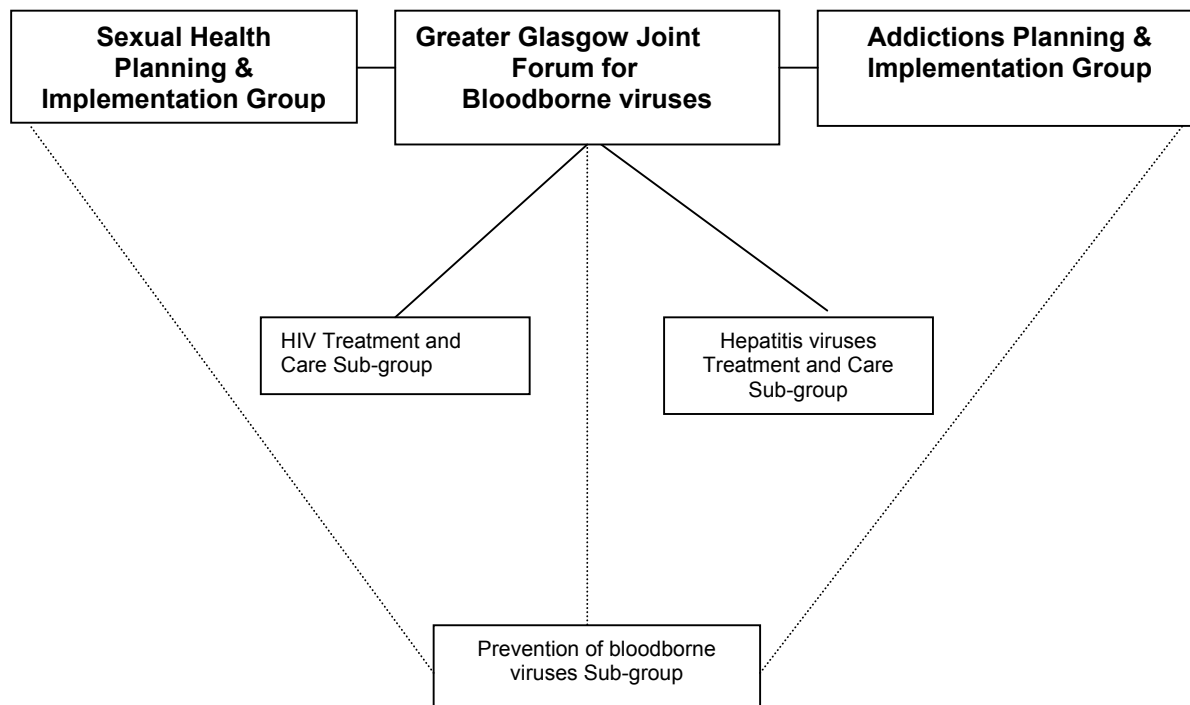 Sexual Health
Planning &
Implementation Group
Greater Glasgow Joint
Forum for
Bloodborne viruses
Addictions Planning &
Implementation Group
HIV Treatment and
Care Sub-group
Hepatitis viruses
Treatment and Care
Sub-group
Prevention of bloodborne
viruses Sub-group